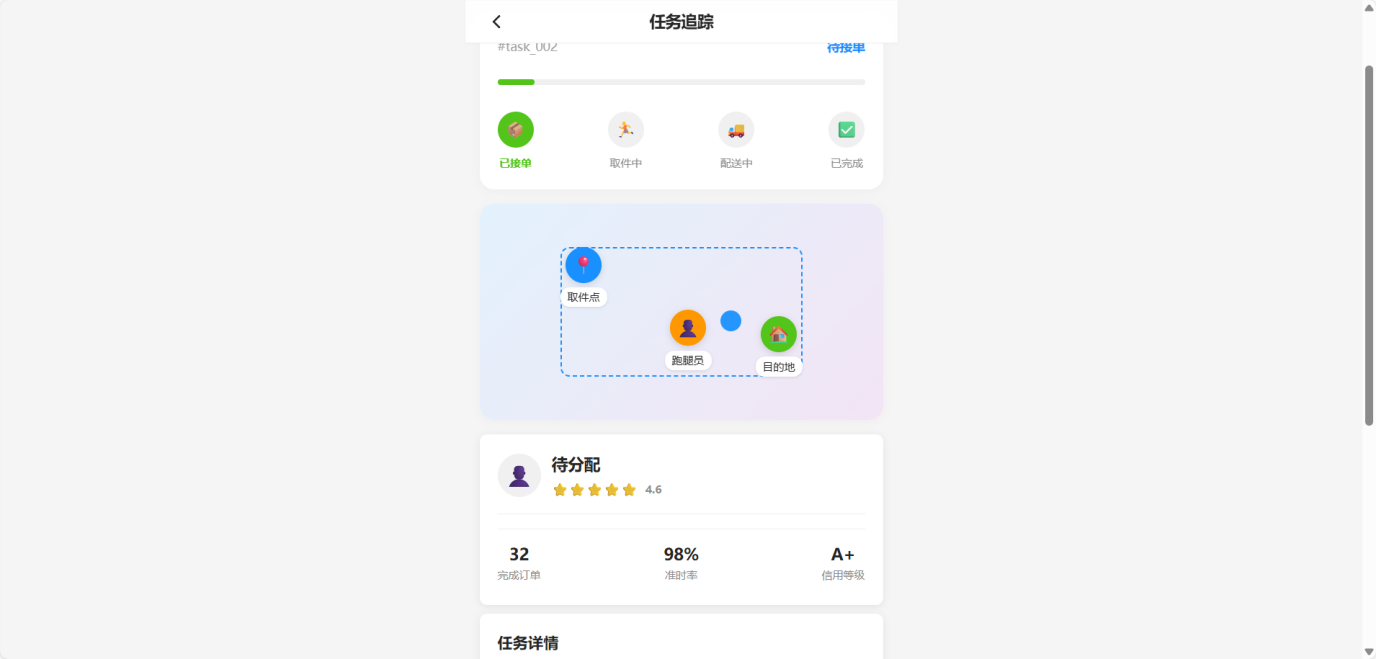 任务追踪
#task_002
待接单
已接单
取件中
配送中
已完成
取件点
跑腿员
目的地
待分配
4.6
32
98%
A+
完成订单
准时率
信用等级
任务详情